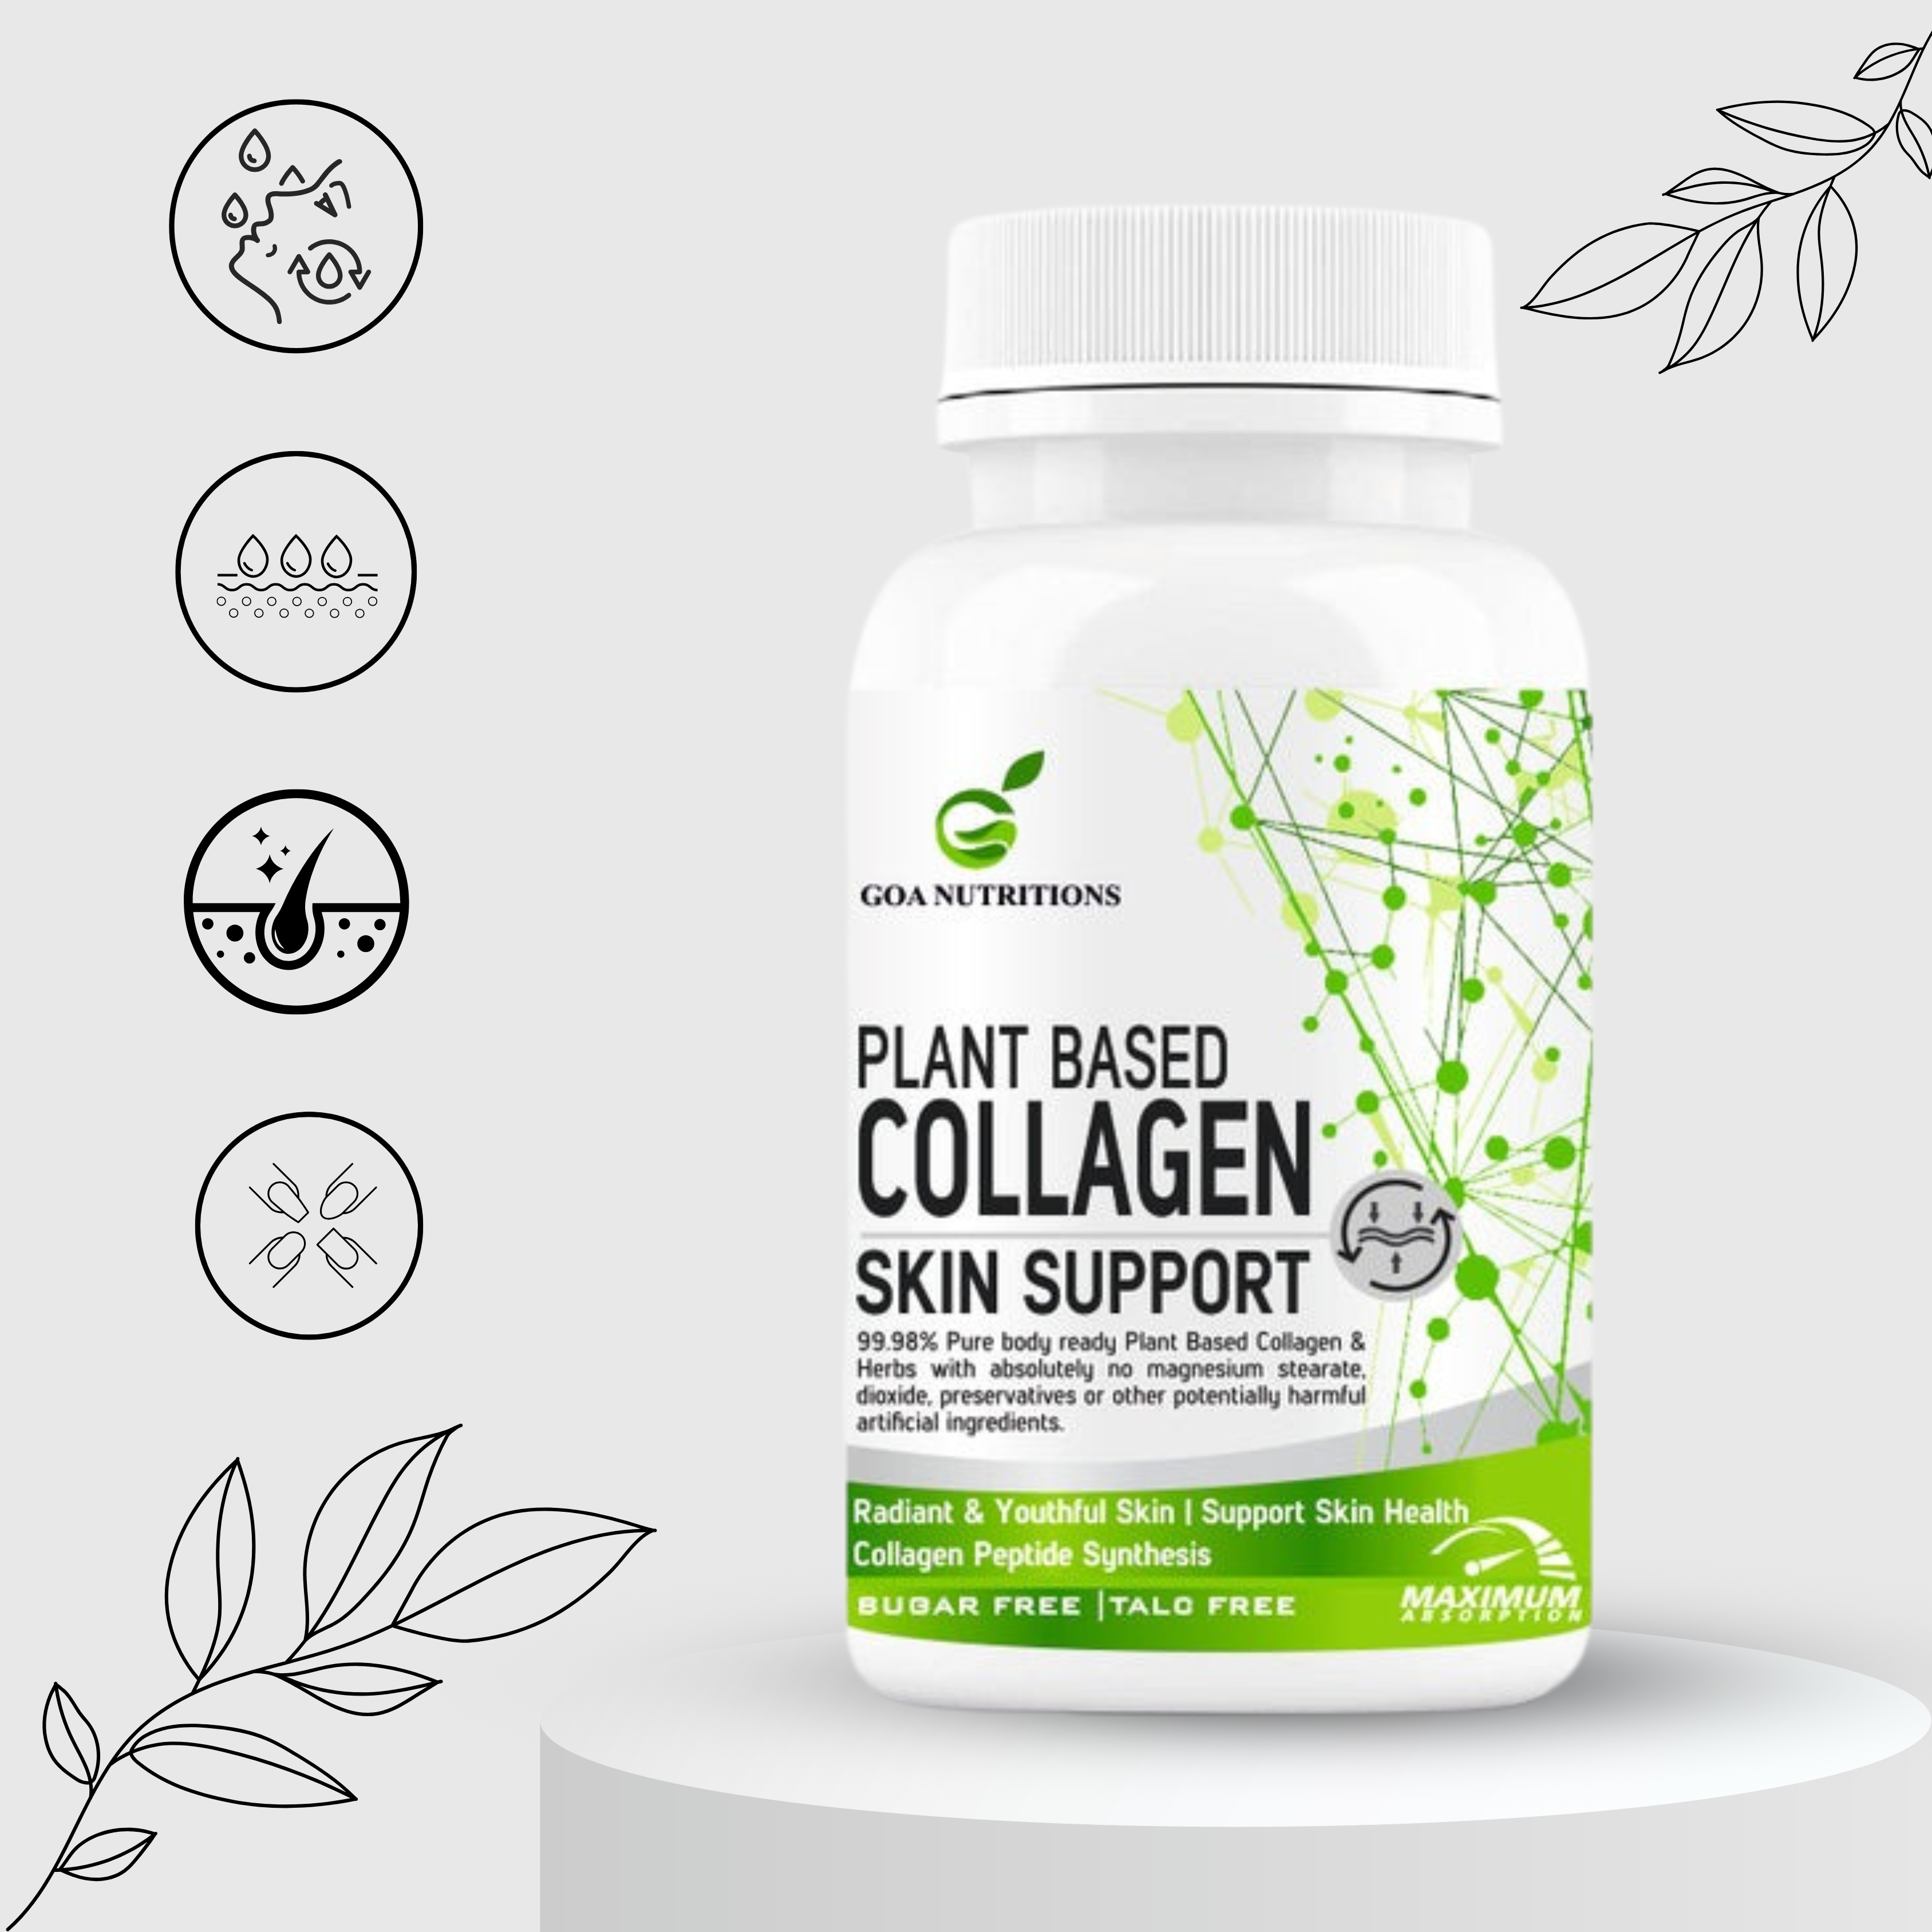 GOA NUTRITIONS
PLANT BASED
COLLAGEN
SKIN SUPPORT
99.98% Pure body ready Plant Based Collagen &
Herbs with absolutely no magnesium stearate,
dioxide, preservatives or other potentially harmful
artificial ingredients.
Radiant & Youthful Skin | Support Skin Health
Collagen Peptide Synthesis
SUGAR FREE | TALC FREE
MAXIMUM
ABSORPTION